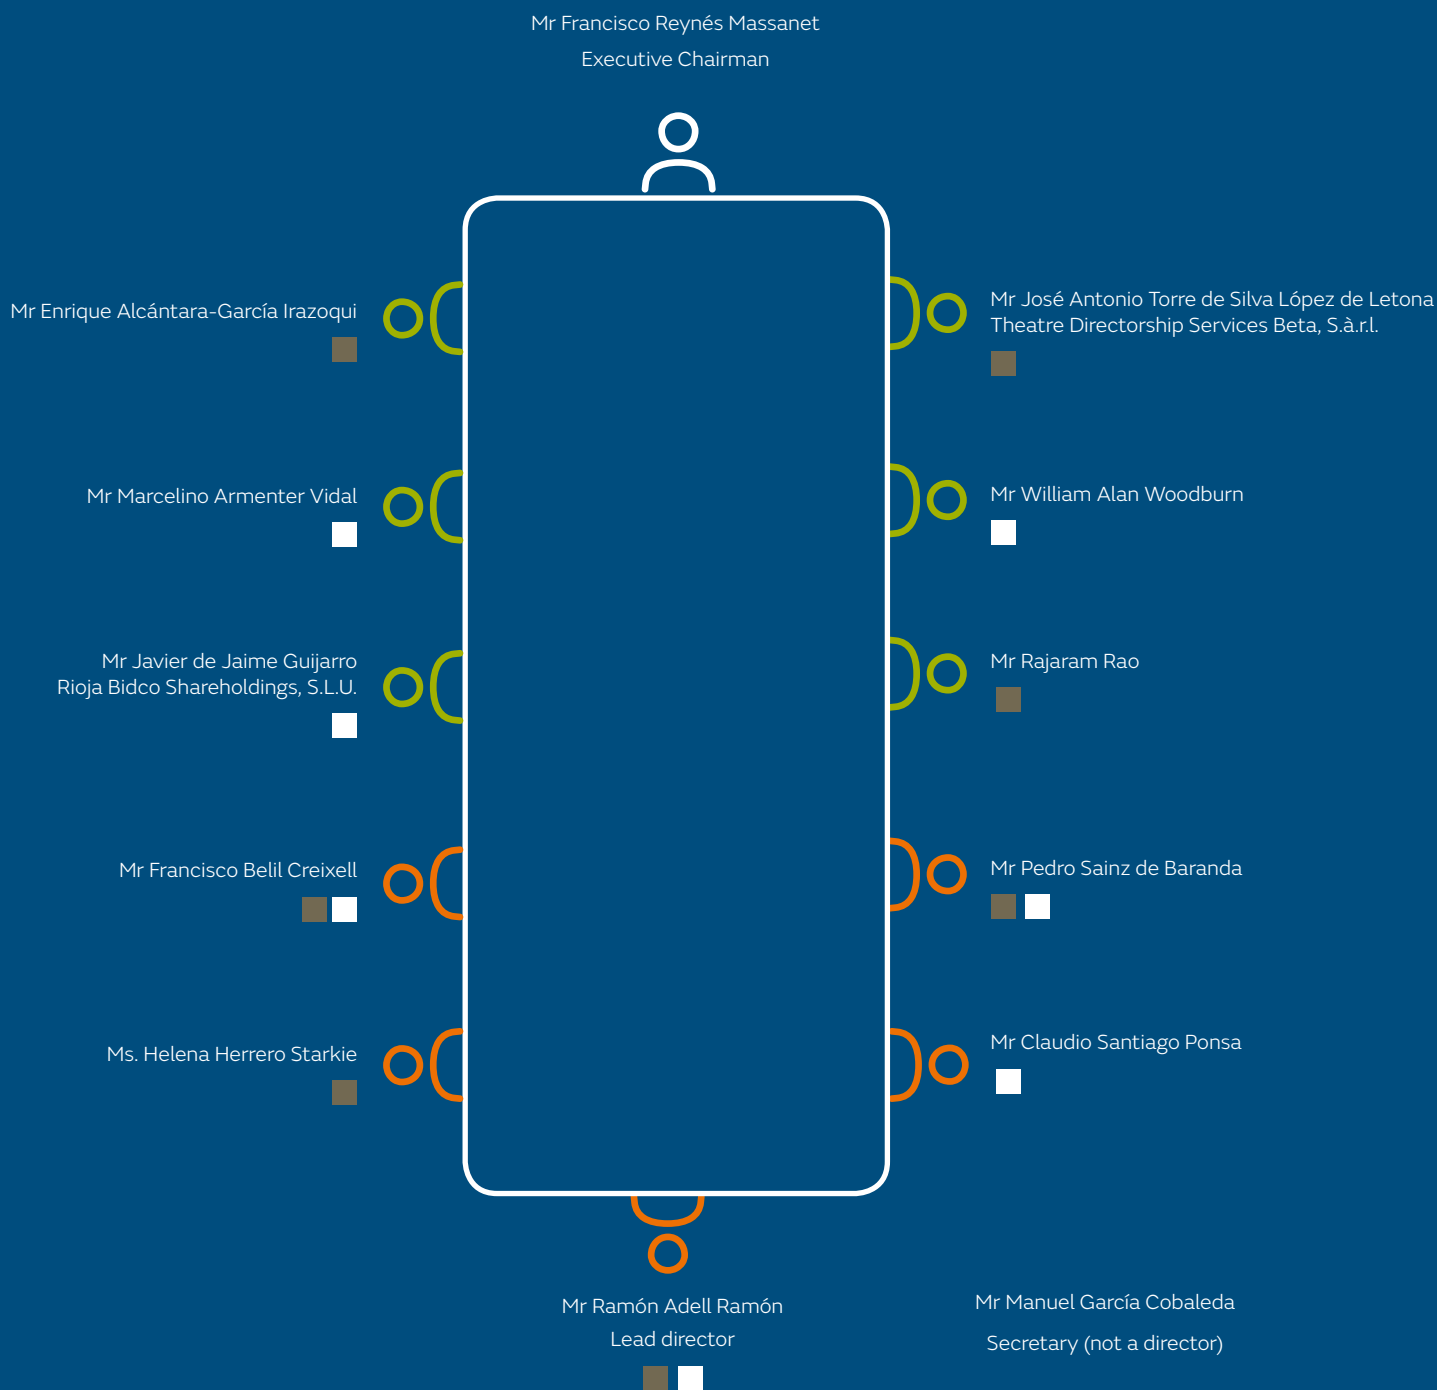 Mr Francisco Reynés Massanet
Executive Chairman
Mr Enrique Alcántara-García Irazoqui
Mr José Antonio Torre de Silva López de Letona
Theatre Directorship Services Beta, S.à.r.l.
Mr Marcelino Armenter Vidal
Mr William Alan Woodburn
Mr Javier de Jaime Guijarro
Rioja Bidco Shareholdings, S.L.U.
Mr Rajaram Rao
Mr Francisco Belil Creixell
Mr Pedro Sainz de Baranda
Ms. Helena Herrero Starkie
Mr Claudio Santiago Ponsa
Mr Ramón Adell Ramón
Lead director
Mr Manuel García Cobaleda
Secretary (not a director)